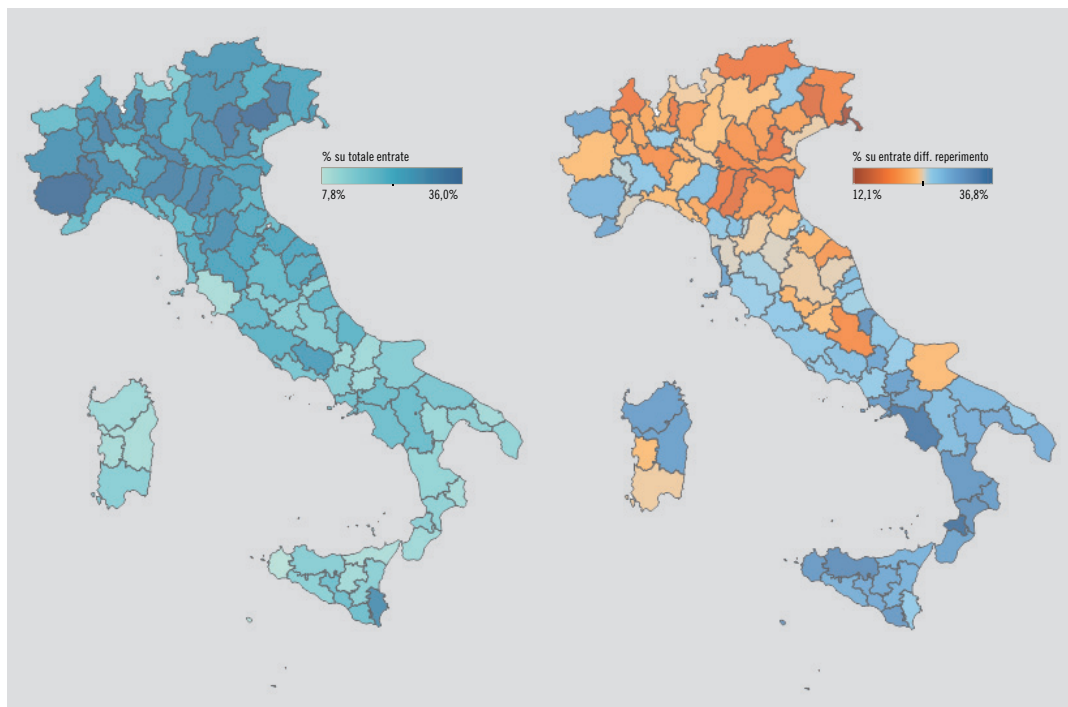 % su totale entrate
7,8% 36,0%
% su entrate diff. reperimento
12,1% 36,8%